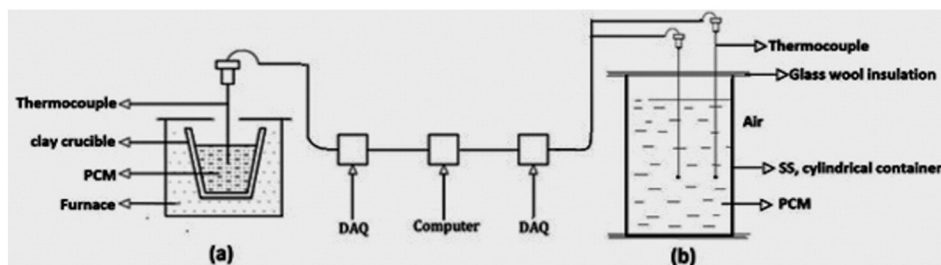 Thermocouple
clay crucible
PCM
Furnace
(a)
DAQ
Computer
DAQ
Thermocouple
Glass wool insulation
Air
SS, cylindrical container
PCM
(b)